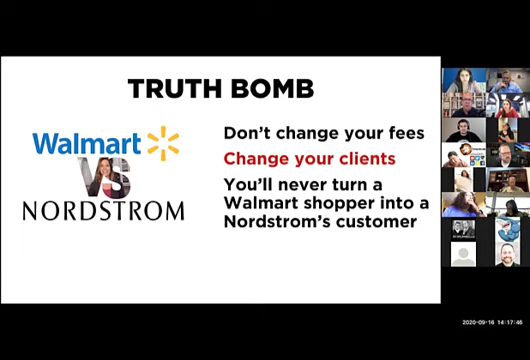 TRUTH BOMB
Walmart
VS
NORDSTROM
Don't change your fees
Change your clients
You'll never turn a
Walmart shopper into a
Nordstrom's customer
2020-09-16 14:17:46